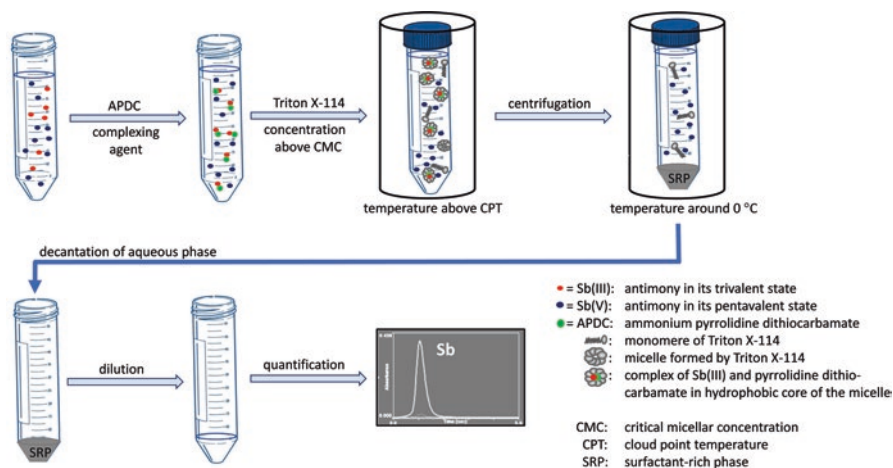 APDC
complexing
agent
Triton X-114
concentration
above CMC
centrifugation
SRP
temperature above CPT
temperature around 0 °C
decantation of aqueous phase
SRP
dilution
quantification
Sb
= Sb(III): antimony in its trivalent state
= Sb(V): antimony in its pentavalent state
= APDC: ammonium pyrrolidine dithiocarbamate
= monomere of Triton X-114
= micelle formed by Triton X-114
= complex of Sb(III) and pyrrolidine dithio-
carbamate in hydrophobic core of the micelle
CMC: critical micellar concentration
CPT: cloud point temperature
SRP: surfactant-rich phase